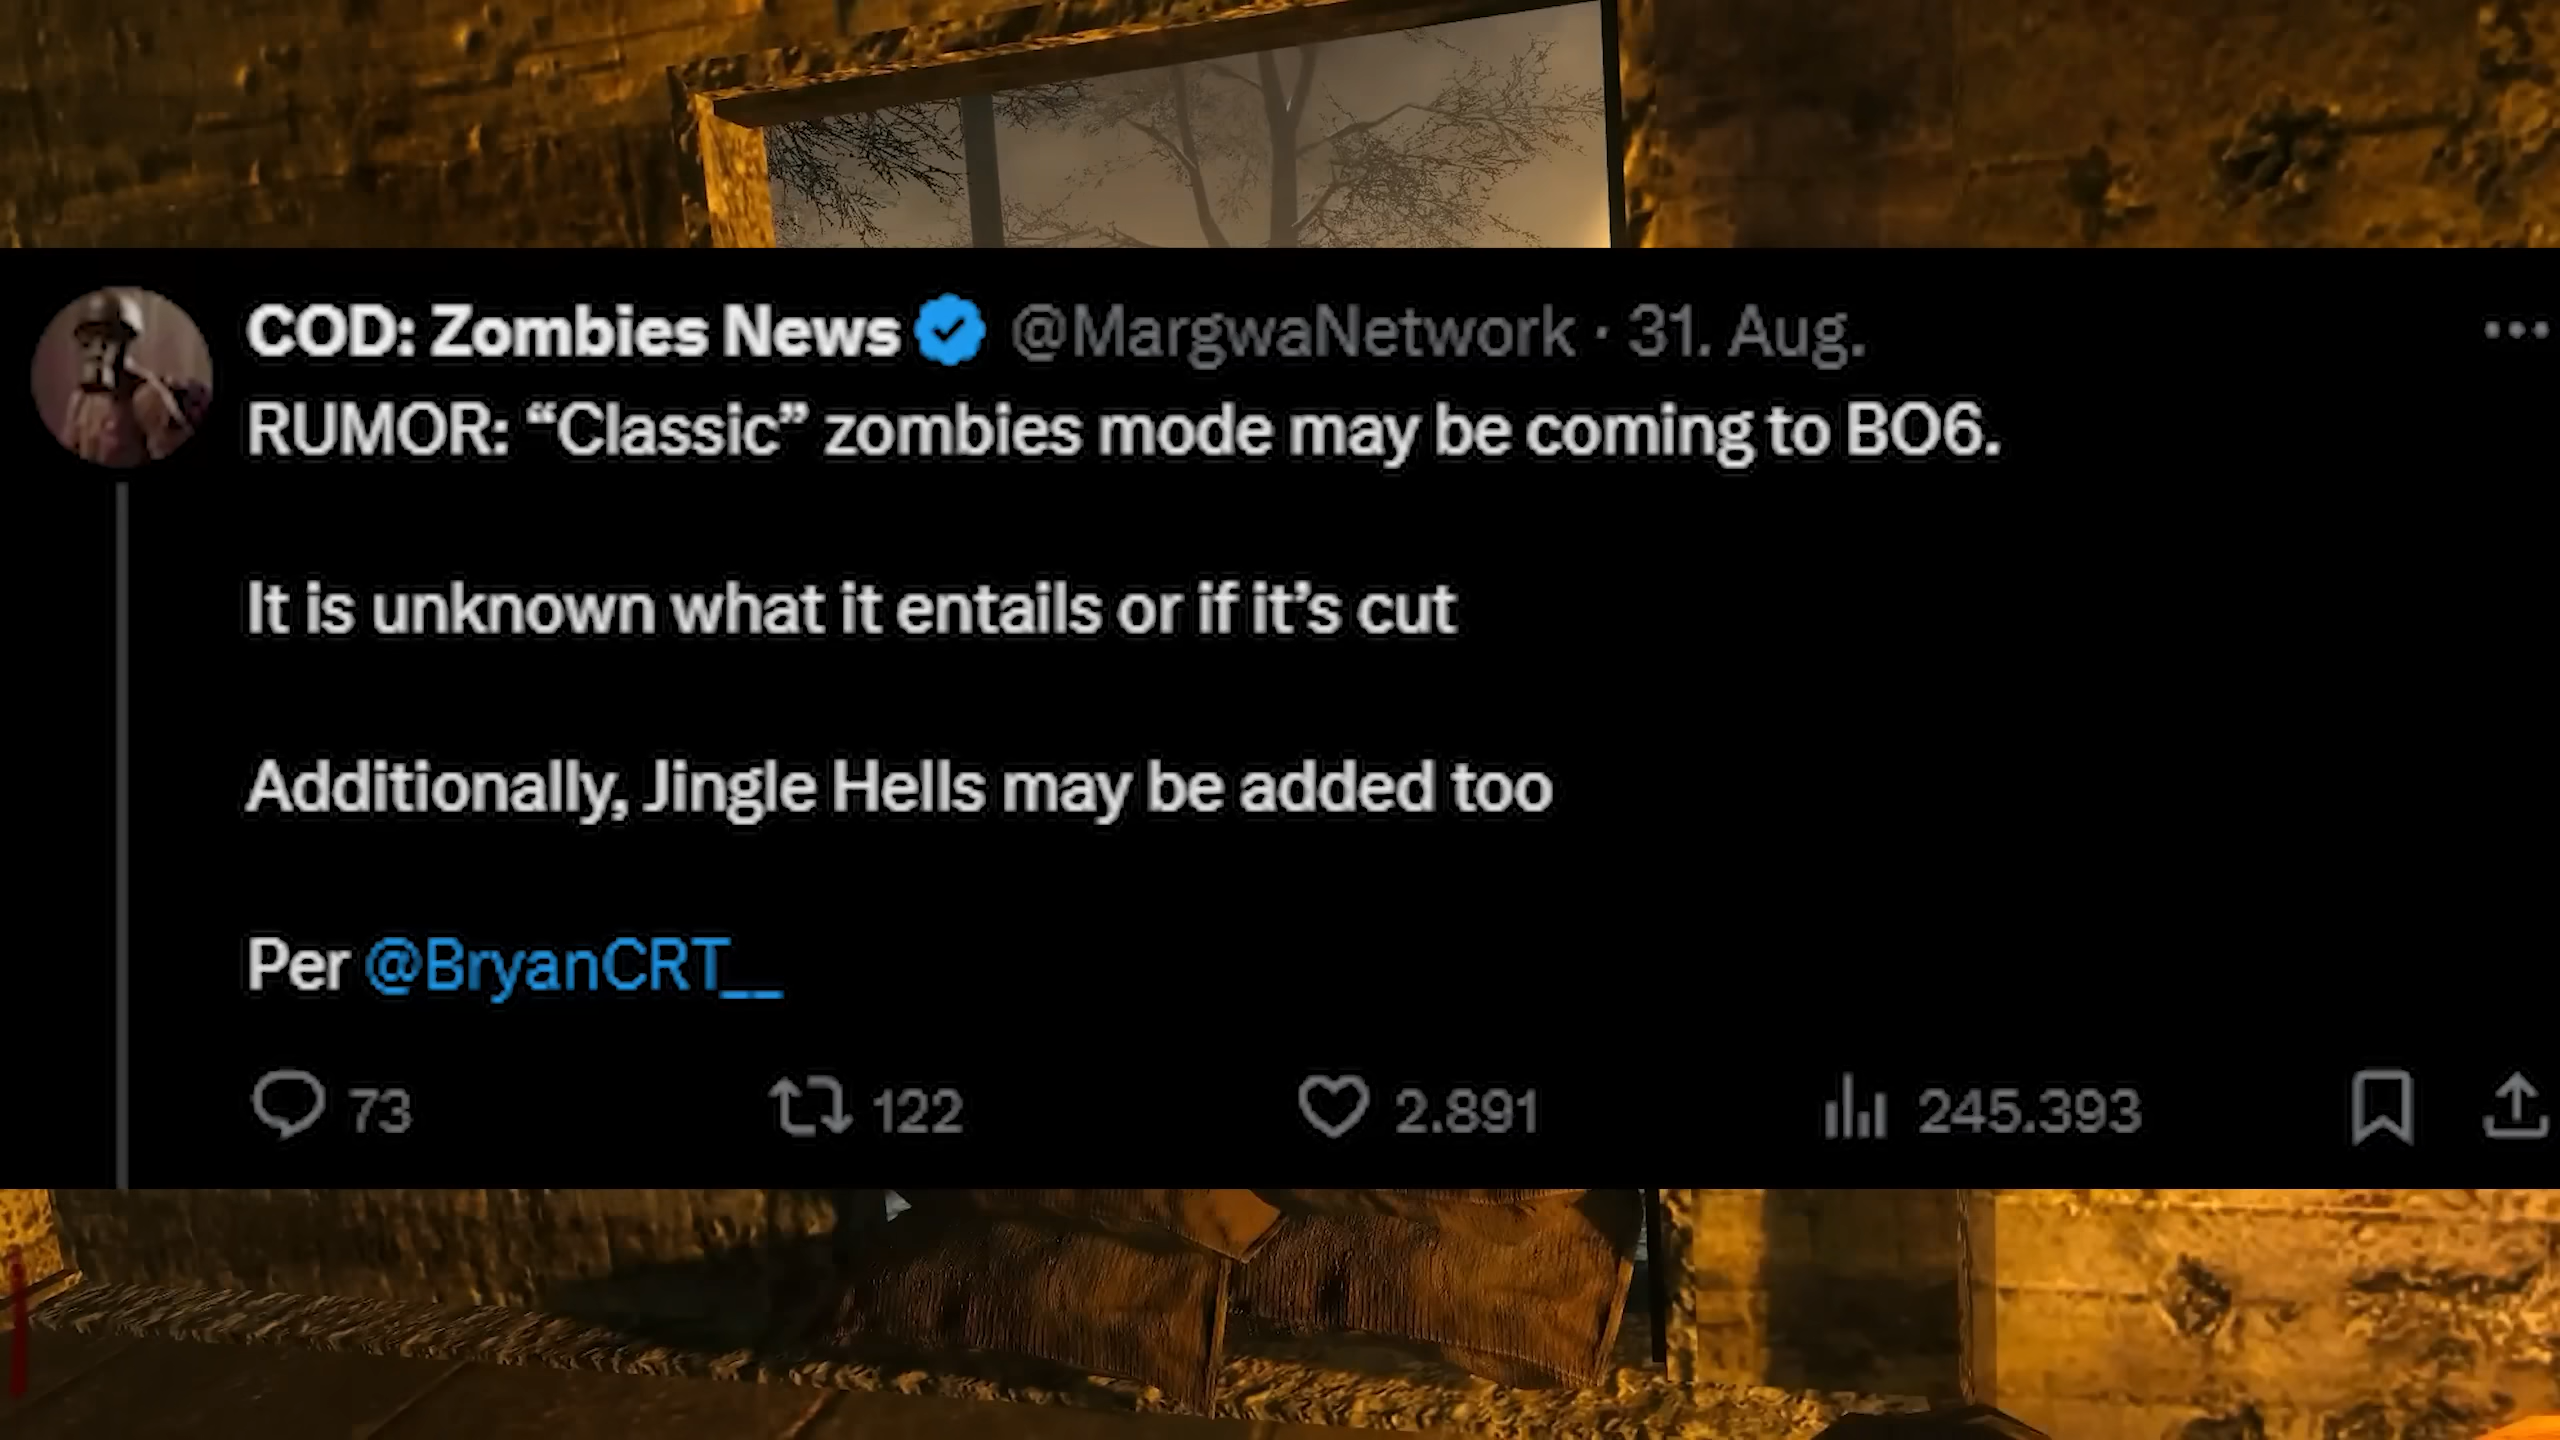 COD: Zombies News @MargwaNetwork · 31. Aug.
RUMOR: “Classic” zombies mode may be coming to BO6.
It is unknown what it entails or if it’s cut
Additionally, Jingle Hells may be added too
Per @BryanCRT__
73 122 2.891 245.393